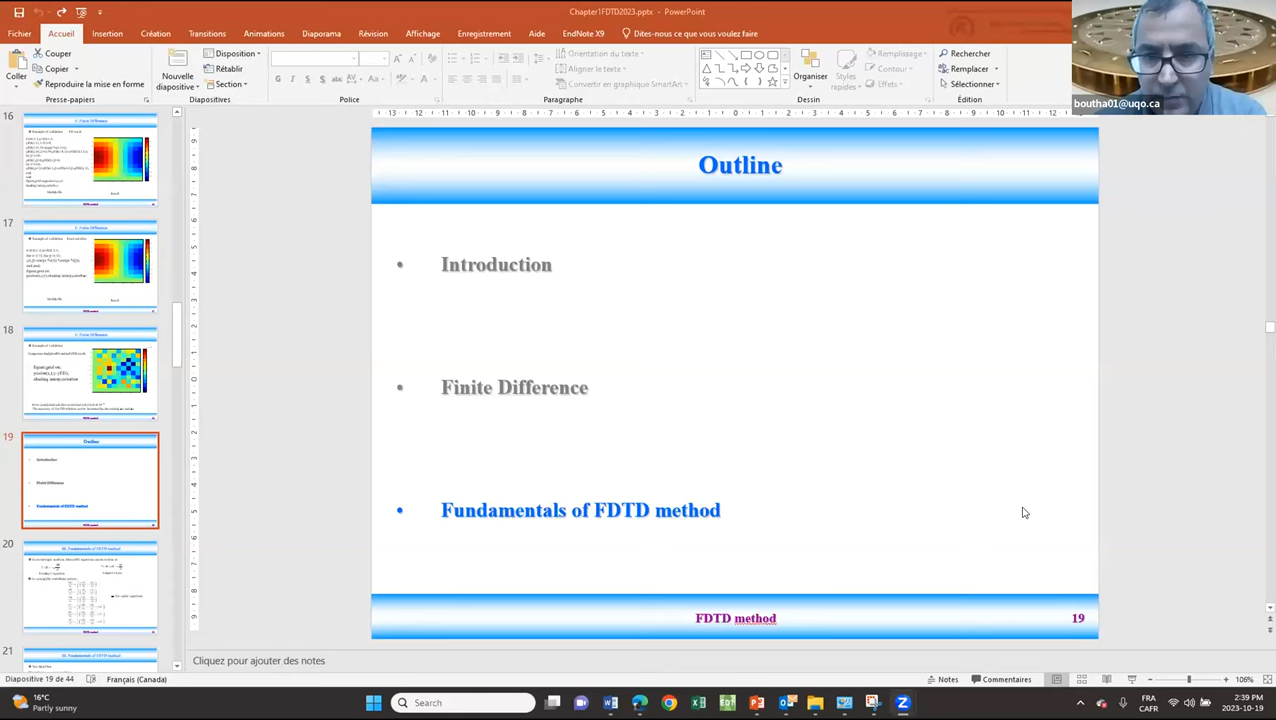 Chapter1FDTD2023.pptx - PowerPoint
Fichier Accueil Insertion Création Transitions Animations Diaporama Révision Affichage Enregistrement Aide EndNote X9 Dites-nous ce que vous voulez faire
Couper
Copier
Reproduire la mise en forme
Coller
Presse-papiers
Nouvelle
diapositive
Disposition
Rétablir
Section
Diapositives
Police
Orientation du texte
Aligner le texte
Convertir en graphique SmartArt
Paragraphe
Organiser
Styles
rapides
Remplissage
Contour
Effets
Dessin
Rechercher
Remplacer
Sélectionner
Édition
boutha01@uqo.ca
16
17
18
19
20
21
Outline
• Introduction
• Finite Difference
• Fundamentals of FDTD method
FDTD method
19
Cliquez pour ajouter des notes
Diapositive 19 de 44
Français (Canada)
Notes
Commentaires
106%
16°C
Partly sunny
Search
FRA
CAFR
2:39 PM
2023-10-19